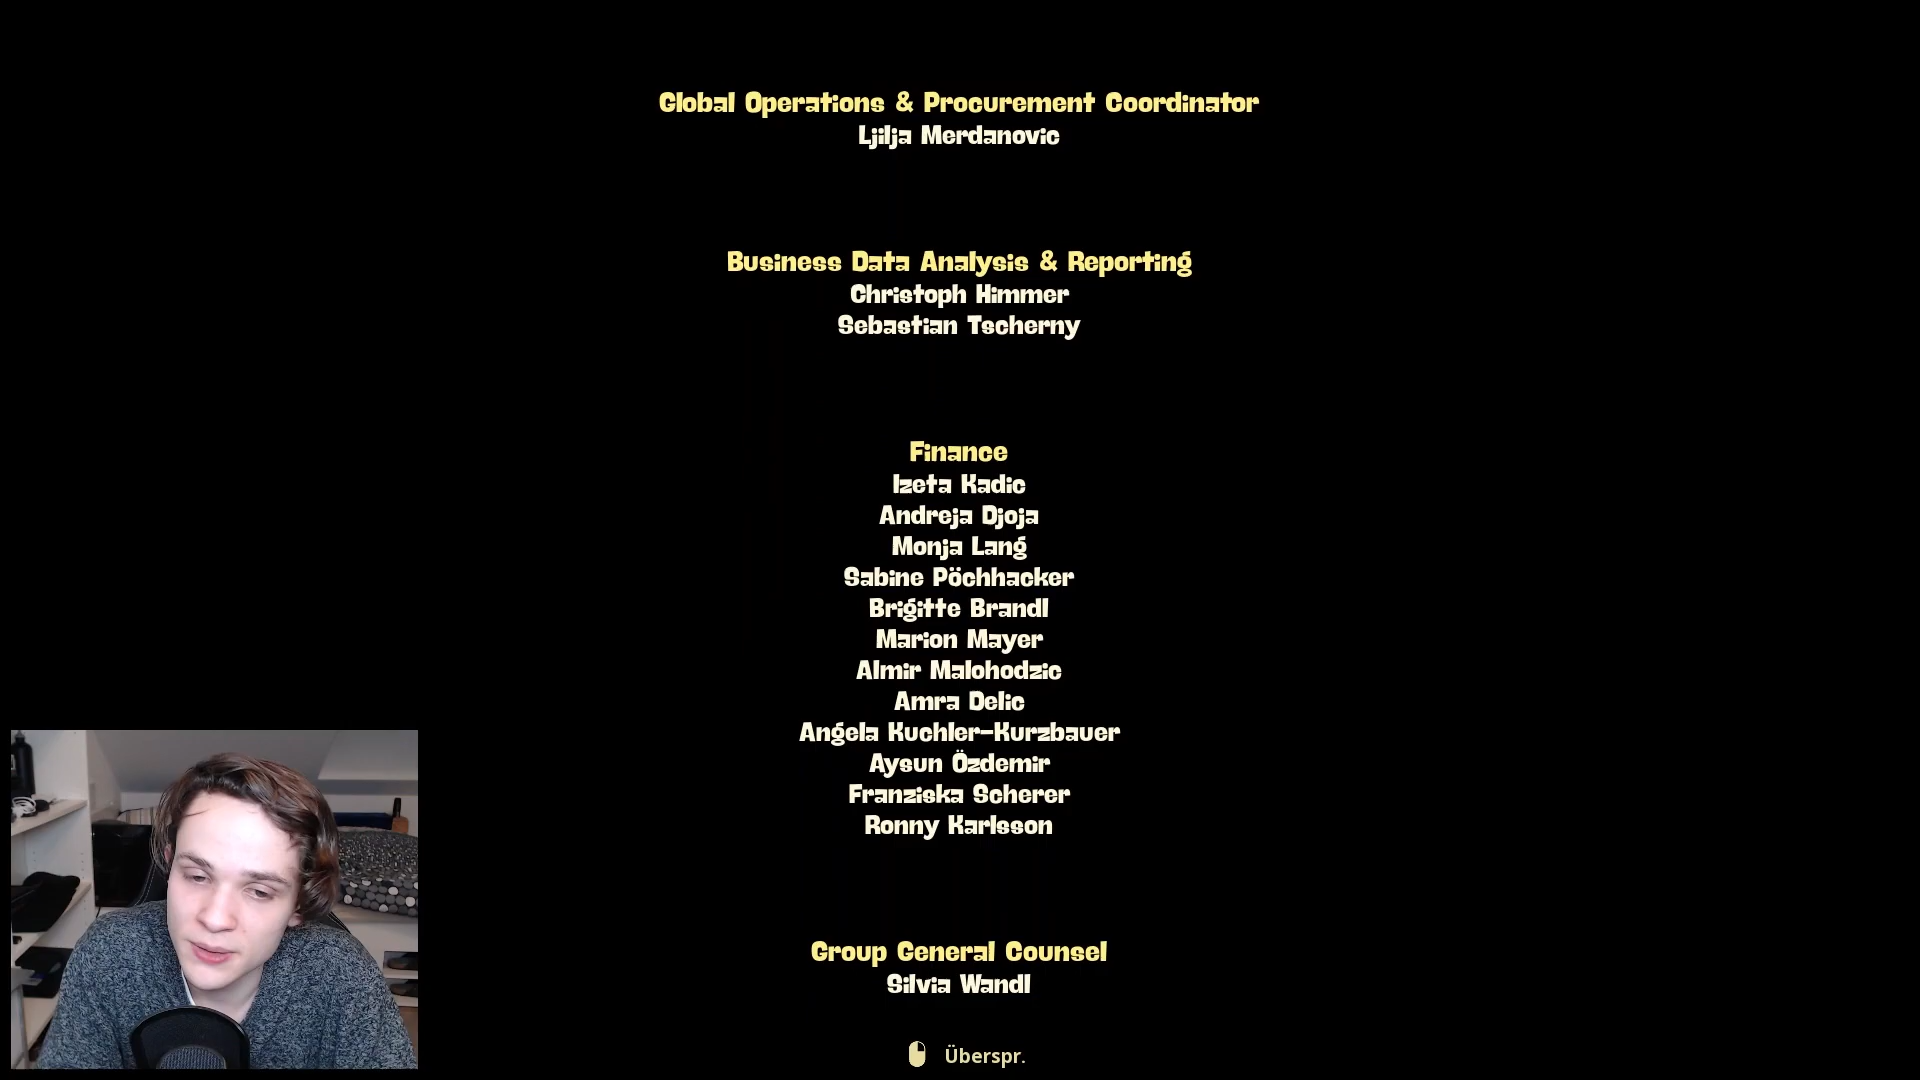 Global Operations & Procurement Coordinator
Ljilja Merdanovic
Business Data Analysis & Reporting
Christoph Himmer
Sebastian Tscherny
Finance
Izeta Kadic
Andreja Djoja
Monja Lang
Sabine Pöchhacker
Brigitte Brandl
Marion Mayer
Almir Malohodzic
Amra Delic
Angela Kuchler-Kurzbauer
Aysun Özdemir
Franziska Scherer
Ronny Karlsson
Group General Counsel
Silvia Wandl
Überspr.